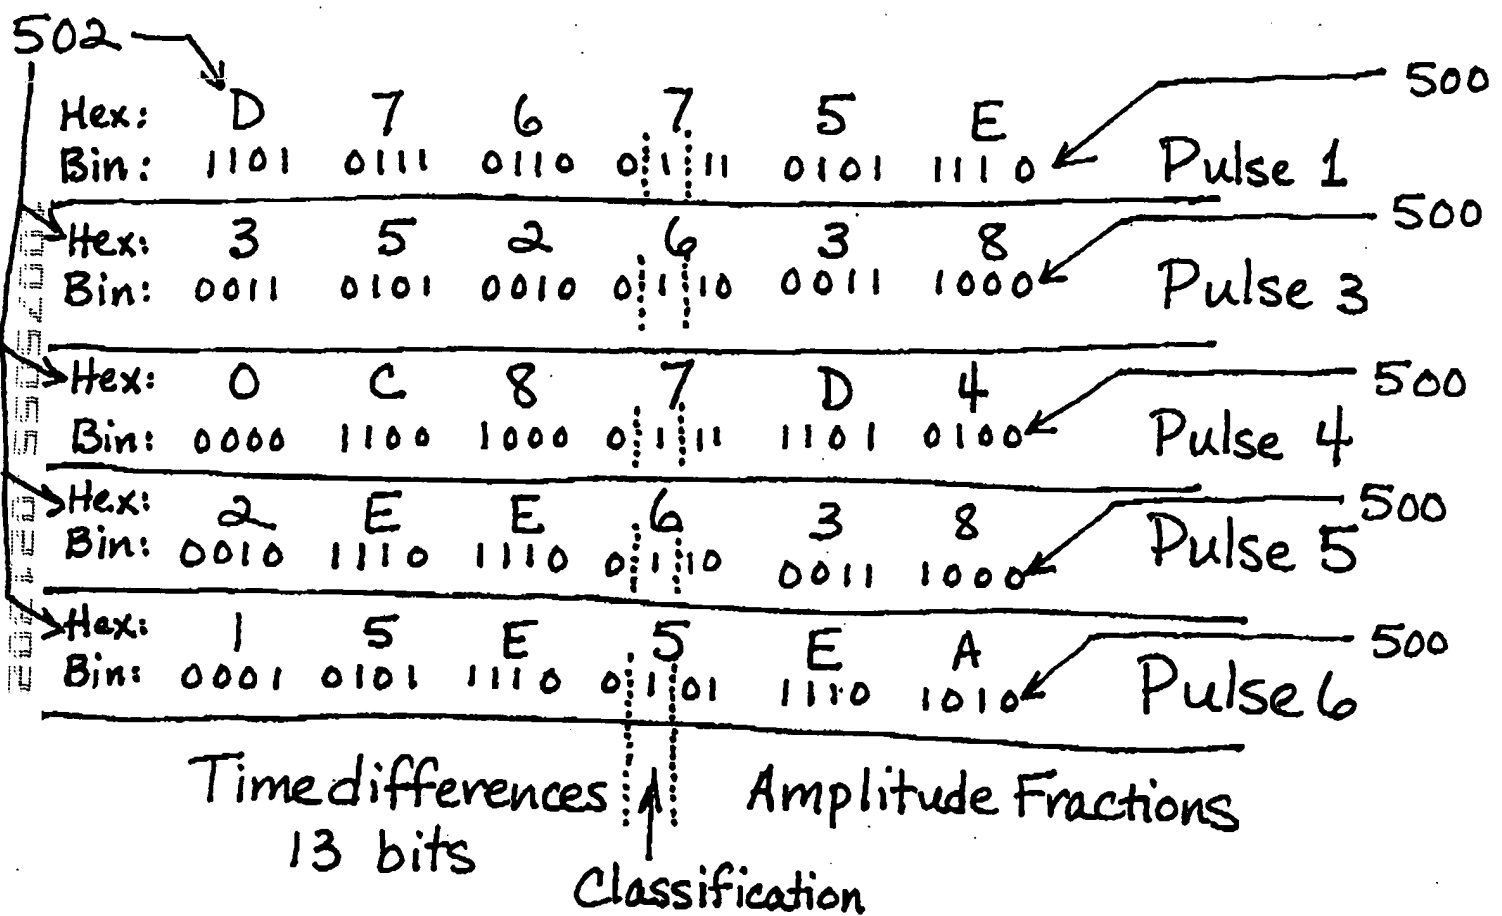 502
500
Hex: D 7 6 7 5 E
Bin: 1101 0111 0110 0111 0101 1110 Pulse 1
500
Hex: 3 5 2 6 3 8
Bin: 0011 0101 0010 0110 0011 1000 Pulse 3
500
Hex: 0 C 8 7 D 4
Bin: 0000 1100 1000 0111 1101 0100 Pulse 4
500
Hex: 2 E E 6 3 8
Bin: 0010 1110 1110 0110 0011 1000 Pulse 5
500
Hex: 1 5 E 5 E A
Bin: 0001 0101 1110 0101 1110 1010 Pulse 6
Time differences Amplitude Fractions
13 bits
Classification